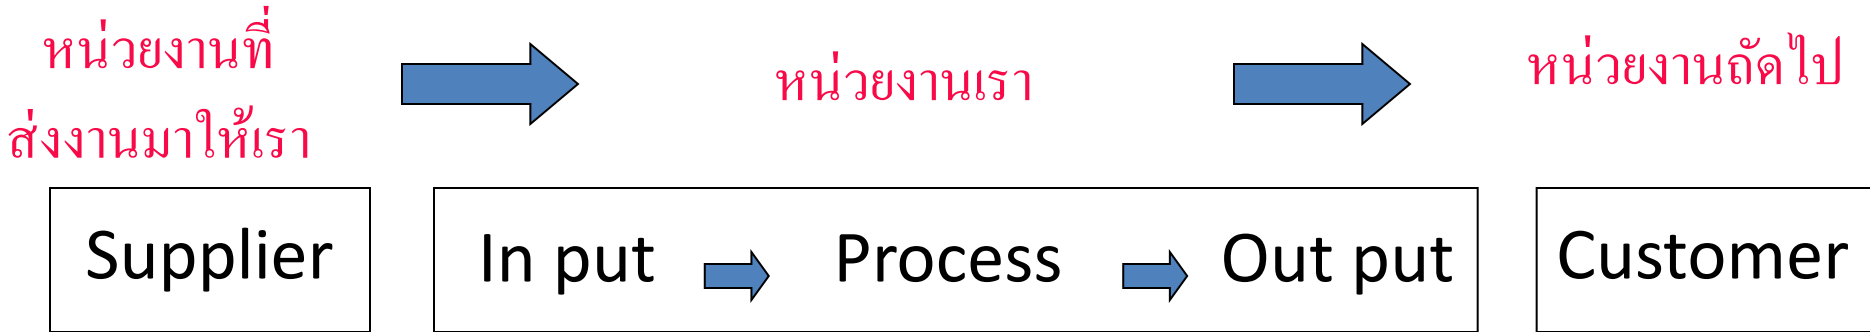 หน่วยงานที่
ส่งงานมาให้เรา
หน่วยงานเรา
หน่วยงานถัดไป
Supplier
In put
Process
Out put
Customer